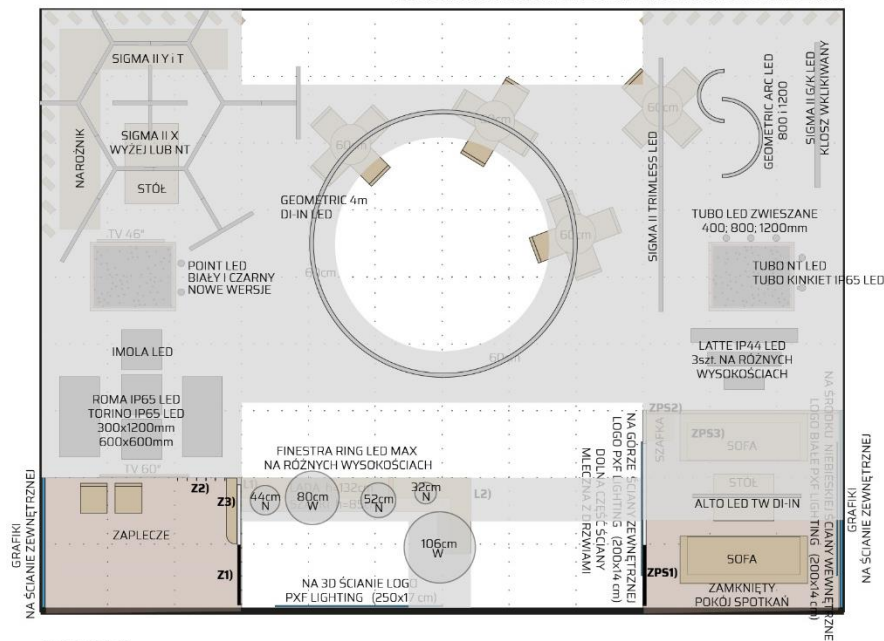 SIGMA II Y i T
NAROŻNIK
SIGMA II X
WYŻEJ LUB NT
STÓŁ
TV 46"
POINT LED
BIAŁY I CZARNY
NOWE WERSJE
IMOLA LED
ROMA IP65 LED
TORINO IP65 LED
300x1200mm
600x600mm
TV 60"
GEOMETRIC 4m
DI-IN LED
60cm
60cm
60cm
60cm
60cm
60cm
SIGMA II TRIMLESS LED
GEOMETRIC ARC LED
800 i 1200
SIGMA II G/K LED
KLOSZ WKLIKIWANY
TUBO LED ZWIESZANE
400; 800; 1200mm
TUBO NT LED
TUBO KINKIET IP65 LED
LATTE IP44 LED
3szt. NA RÓŻNYCH
WYSOKOŚCIACH
FINESTRA RING LED MAX
NA RÓŻNYCH WYSOKOŚCIACH
44cm
N
80cm
W
52cm
N
32cm
N
106cm
W
L1)
L2)
Z2)
Z3)
Z1)
ZAPLECZE
GRAFIKI
NA ŚCIANIE ZEWNĘTRZNEJ
NA 3D ŚCIANIE LOGO
PXF LIGHTING (250x17 cm)
NA GÓRZE ŚCIANY ZEWNĘTRZNEJ
LOGO PXF LIGHTING (200x14 cm)
DOLNA CZĘŚĆ ŚCIANY
MLECZNA Z DRZWIAMI
ZPS2)
SZAFKA
ZPS3)
SOFA
STÓŁ
ALTO LED TW DI-IN
ZPS1)
SOFA
ZAMKNIĘTY
POKÓJ SPOTKAŃ
NA ŚRODKU NIEBIESKIEJ ŚCIANY WEWNĘTRZNEJ
LOGO BIAŁE PXF LIGHTING (200x14 cm)
GRAFIKI
NA ŚCIANIE ZEWNĘTRZNEJ